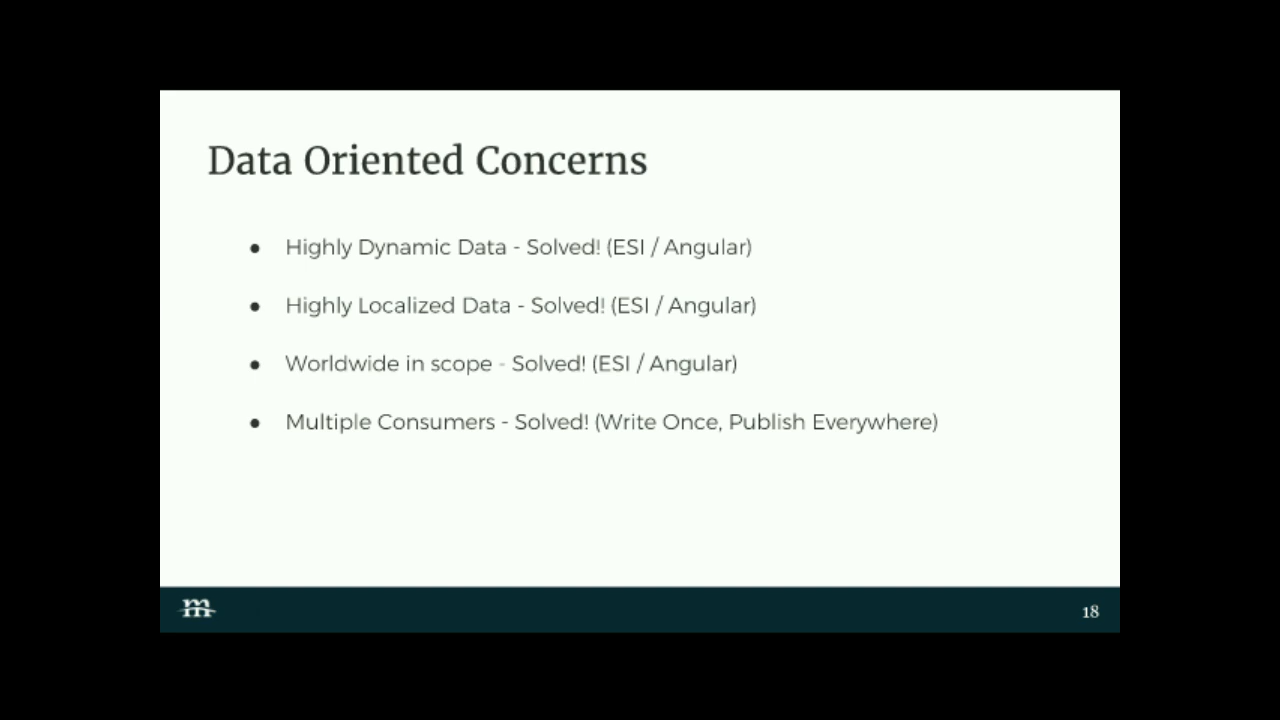 Data Oriented Concerns
● Highly Dynamic Data - Solved! (ESI / Angular)
● Highly Localized Data - Solved! (ESI / Angular)
● Worldwide in scope - Solved! (ESI / Angular)
● Multiple Consumers - Solved! (Write Once, Publish Everywhere)
m
18